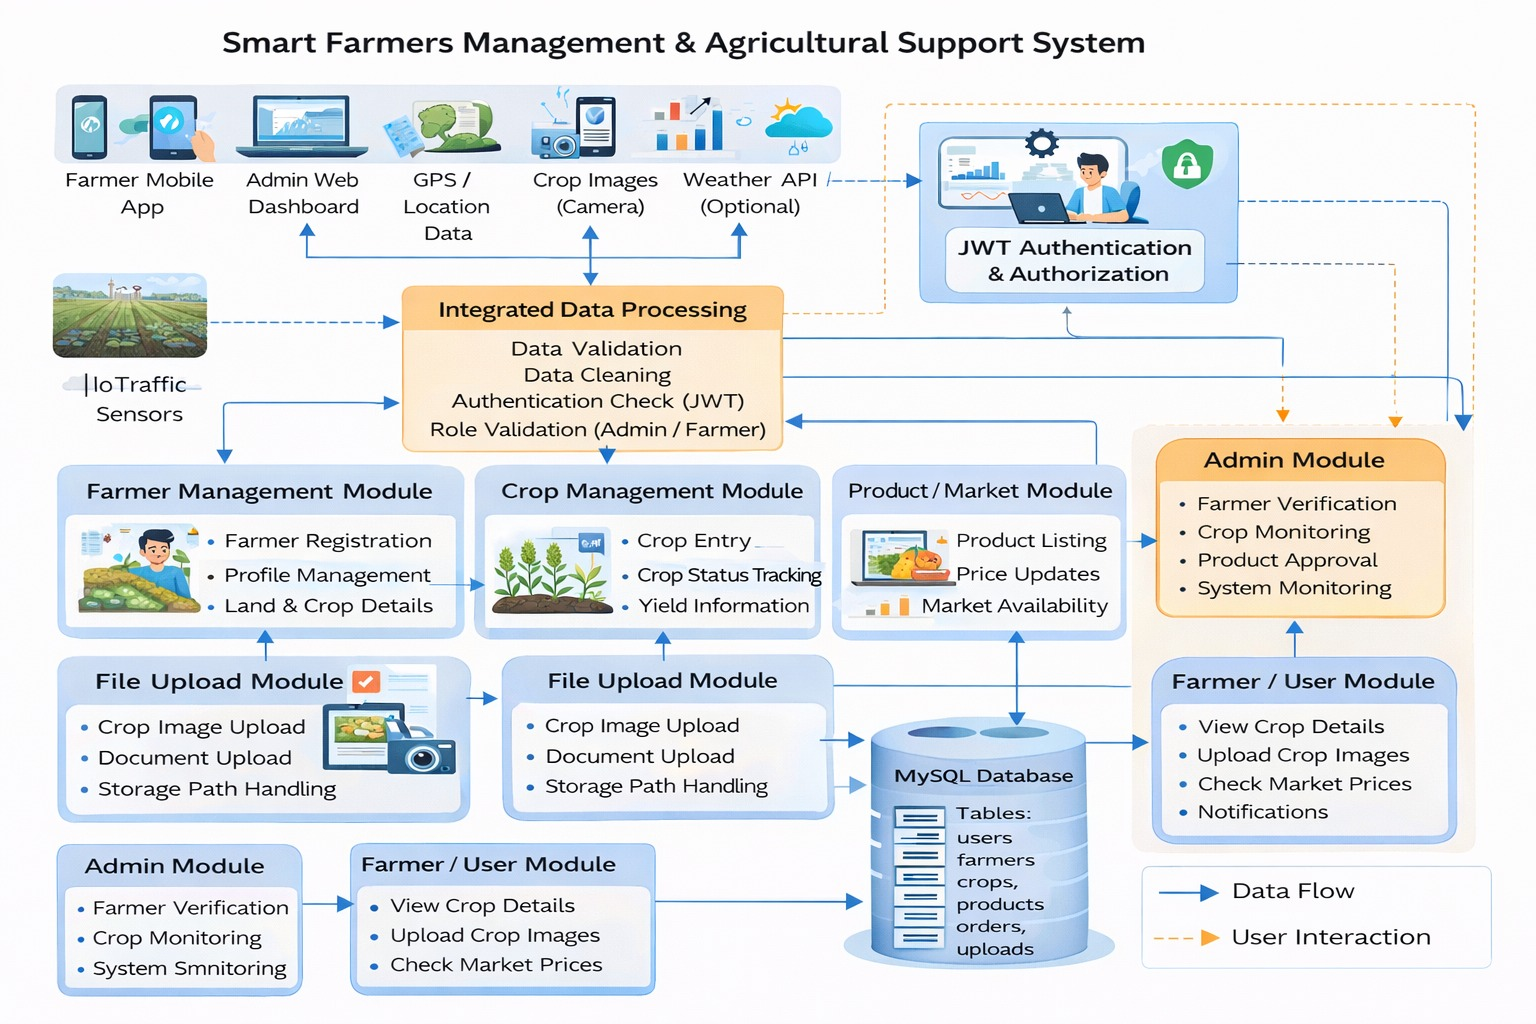 Smart Farmers Management & Agricultural Support System
Farmer Mobile
App
Admin Web
Dashboard
GPS /
Location
Data
Crop Images
(Camera)
Weather API /
(Optional)
JWT Authentication
& Authorization
|IoTraffic
Sensors
Integrated Data Processing
Data Validation
Data Cleaning
Authentication Check (JWT)
Role Validation (Admin / Farmer)
Farmer Management Module
• Farmer Registration
• Profile Management
• Land & Crop Details
Crop Management Module
• Crop Entry
• Crop Status Tracking
• Yield Information
Product / Market Module
Product Listing
Price Updates
Market Availability
Admin Module
• Farmer Verification
• Crop Monitoring
• Product Approval
• System Monitoring
File Upload Module
• Crop Image Upload
• Document Upload
• Storage Path Handling
File Upload Module
• Crop Image Upload
• Document Upload
• Storage Path Handling
MySQL Database
Tables:
users
farmers
crops,
products
orders,
uploads
Farmer / User Module
• View Crop Details
• Upload Crop Images
• Check Market Prices
• Notifications
Admin Module
• Farmer Verification
• Crop Monitoring
• System Smnitoring
Farmer / User Module
• View Crop Details
• Upload Crop Images
• Check Market Prices
Data Flow
User Interaction